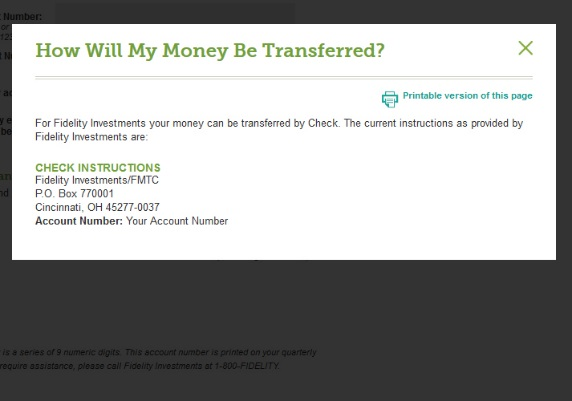 Number:
How Will My Money Be Transferred?
Printable version of this page
For Fidelity Investments your money can be transferred by Check. The current instructions as provided by
Fidelity Investments are:
CHECK INSTRUCTIONS
Fidelity Investments/FMTC
P.O. Box 770001
Cincinnati, OH 45277-0037
Account Number: Your Account Number
is a series of 9 numeric digits. This account number is printed on your quarterly
require assistance, please call Fidelity Investments at 1-800-FIDELITY.